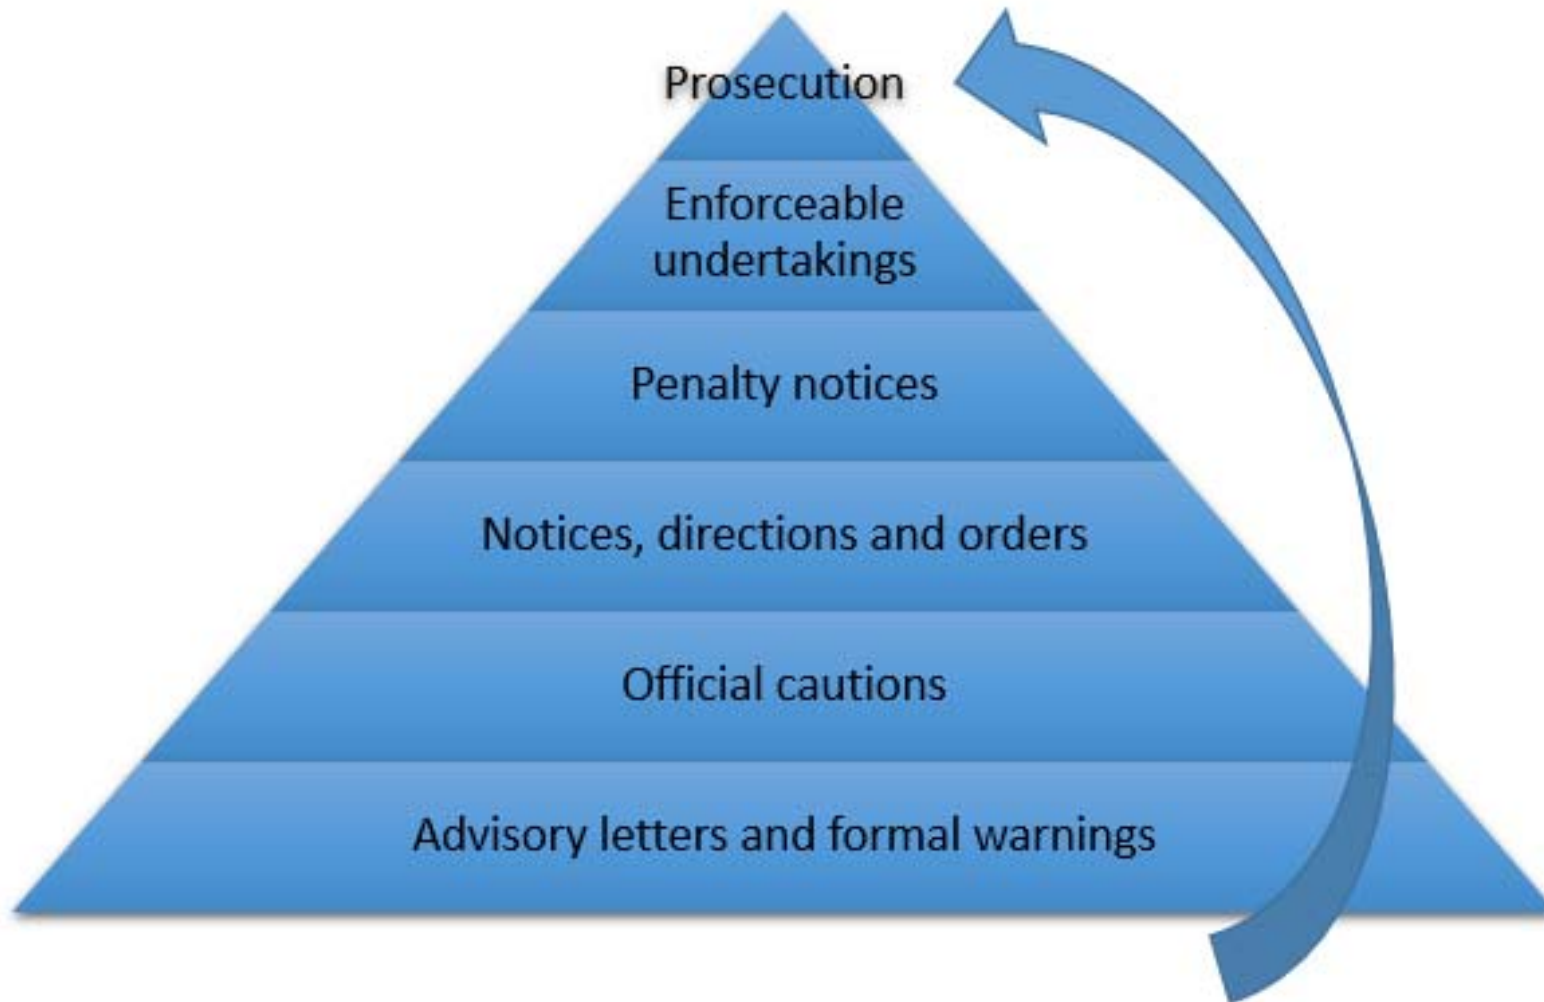 Prosecution
Enforceable
undertakings
Penalty notices
Notices, directions and orders
Official cautions
Advisory letters and formal warnings